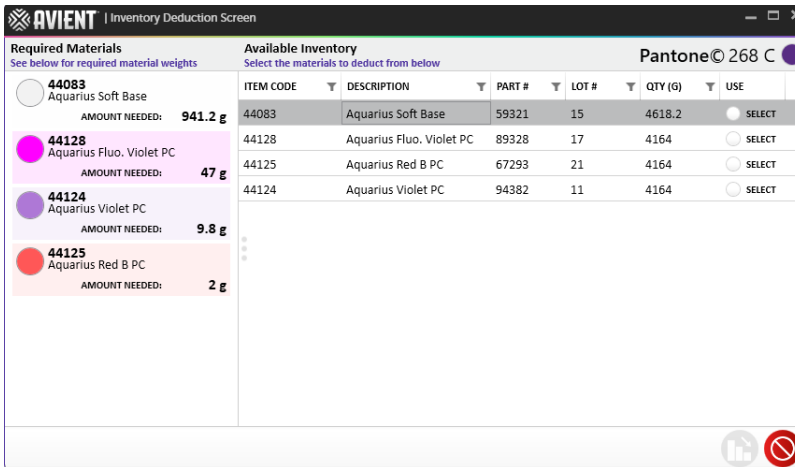 AVIENT | Inventory Deduction Screen
Required Materials
See below for required material weights
Available Inventory
Select the materials to deduct from below
Pantone© 268 C
44083
Aquarius Soft Base
AMOUNT NEEDED: 941.2 g
44128
Aquarius Fluo. Violet PC
AMOUNT NEEDED: 47 g
44124
Aquarius Violet PC
AMOUNT NEEDED: 9.8 g
44125
Aquarius Red B PC
AMOUNT NEEDED: 2 g
ITEM CODE DESCRIPTION PART # LOT # QTY (G) USE
44083 Aquarius Soft Base 59321 15 4618.2 SELECT
44128 Aquarius Fluo. Violet PC 89328 17 4164 SELECT
44125 Aquarius Red B PC 67293 21 4164 SELECT
44124 Aquarius Violet PC 94382 11 4164 SELECT